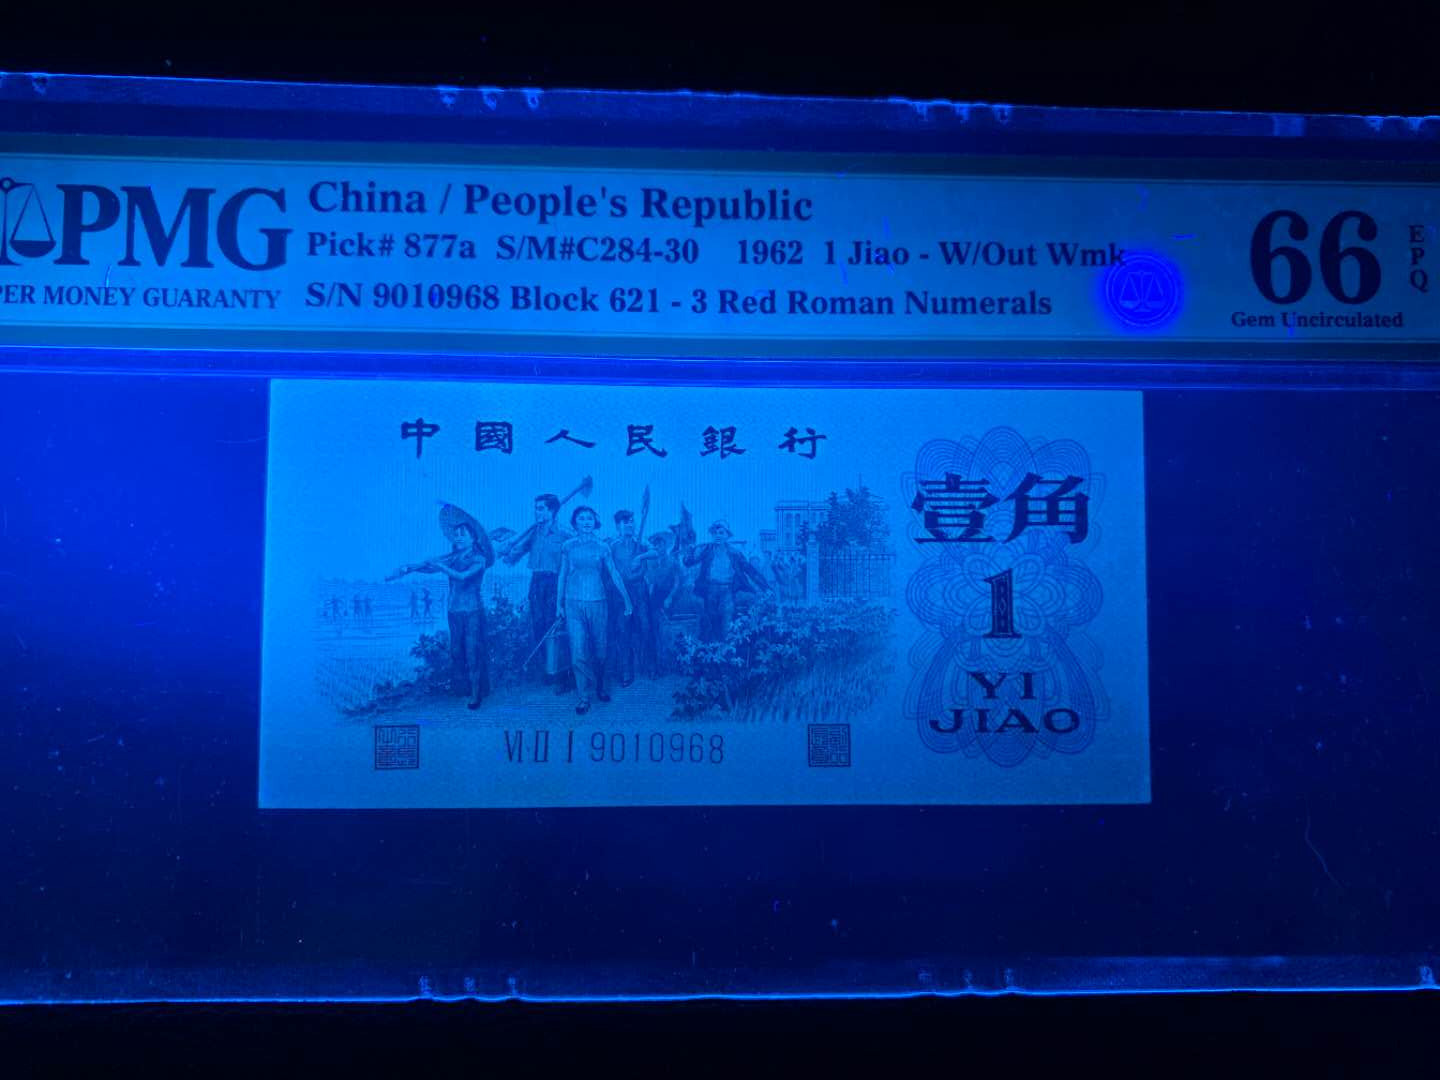 PMG
PER MONEY GUARANTY
China / People's Republic
Pick# 877a S/M#C284-30 1962 1 Jiao - W/Out Wmk
S/N 9010968 Block 621 - 3 Red Roman Numerals
66
EPQ
Gem Uncirculated
中國人民銀行
壹角
1
YI
JIAO
VI II I 9010968